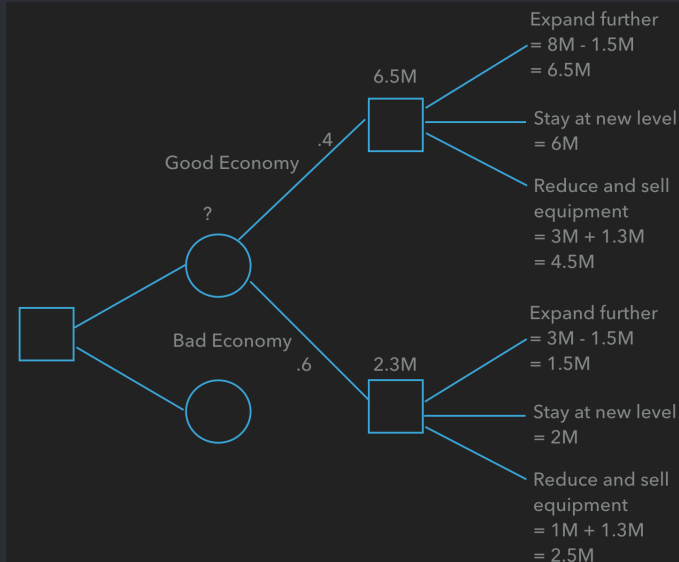 Expand further
= 8M - 1.5M
= 6.5M
6.5M
Stay at new level
= 6M
.4
Good Economy
Reduce and sell
equipment
= 3M + 1.3M
= 4.5M
?
Expand further
= 3M - 1.5M
= 1.5M
Bad Economy
.6
2.3M
Stay at new level
= 2M
Reduce and sell
equipment
= 1M + 1.3M
= 2.5M